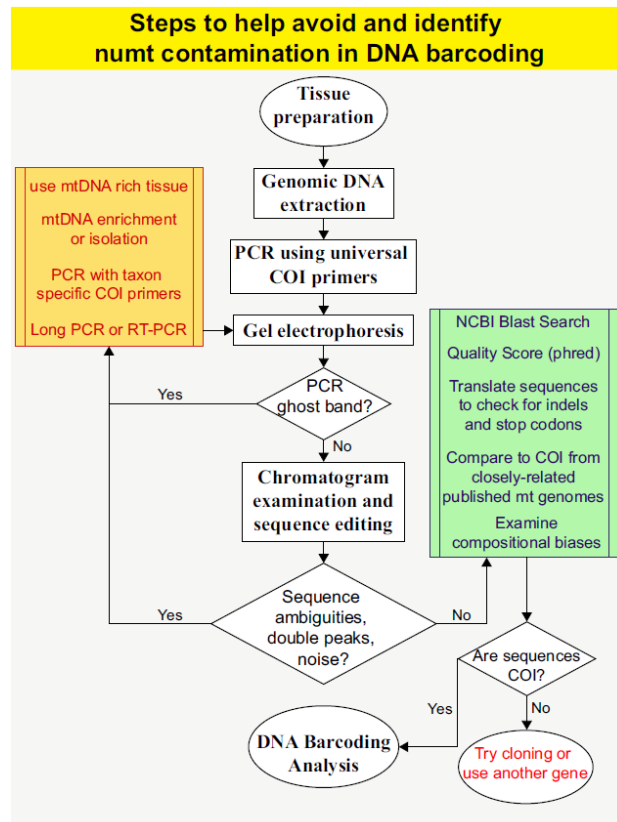 Steps to help avoid and identify
numt contamination in DNA barcoding
Tissue
preparation
Genomic DNA
extraction
PCR using universal
COI primers
use mtDNA rich tissue
mtDNA enrichment
or isolation
PCR with taxon
specific COI primers
Long PCR or RT-PCR
Gel electrophoresis
PCR
ghost band?
Yes
No
Chromatogram
examination and
sequence editing
Sequence
ambiguities,
double peaks,
noise?
Yes
No
NCBI Blast Search
Quality Score (phred)
Translate sequences
to check for indels
and stop codons
Compare to COI from
closely-related
published mt genomes
Examine
compositional biases
Are sequences
COI?
Yes
No
DNA Barcoding
Analysis
Try cloning or
use another gene